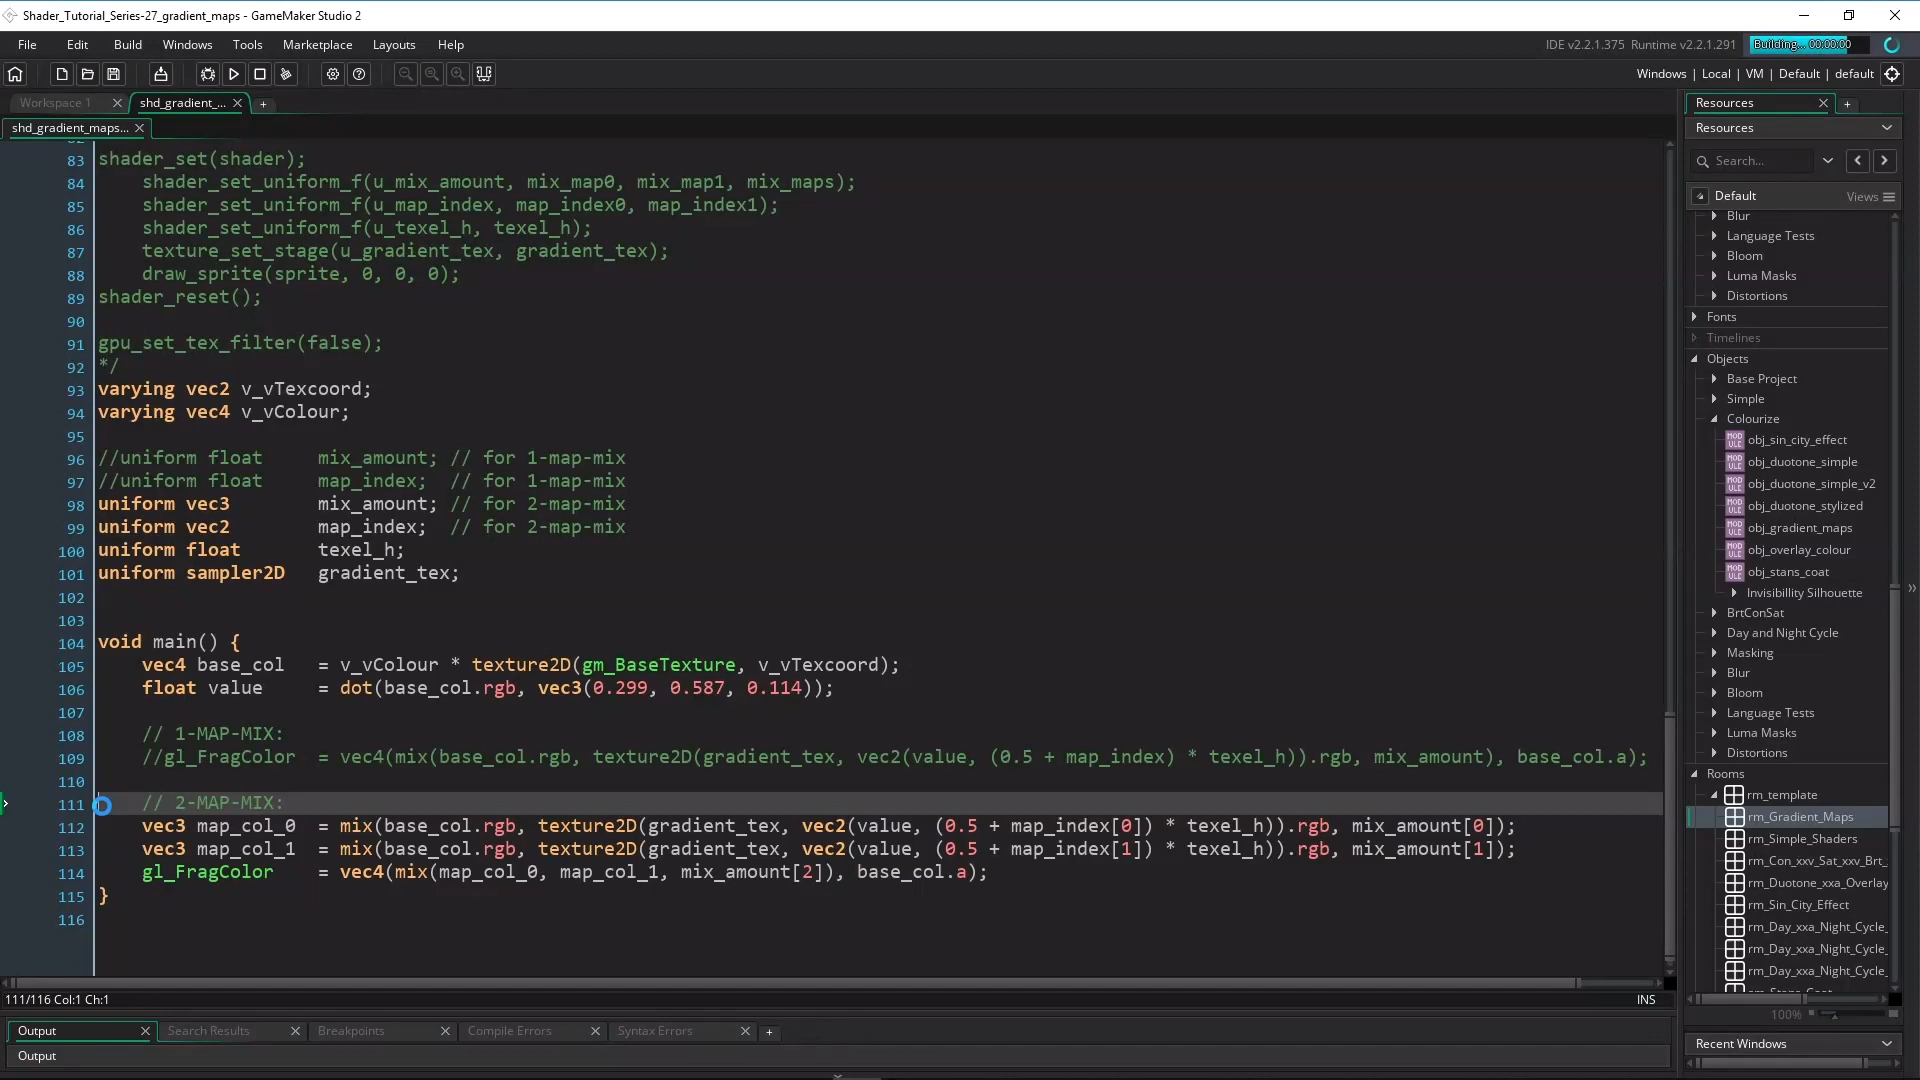 Shader_Tutorial_Series-27_gradient_maps - GameMaker Studio 2
File Edit Build Windows Tools Marketplace Layouts Help
IDE v2.2.1.375 Runtime v2.2.1.291 Building... 00:00:00
Windows | Local | VM | Default | default
Workspace 1
shd_gradient_...
shd_gradient_maps...
83 shader_set(shader);
84 shader_set_uniform_f(u_mix_amount, mix_map0, mix_map1, mix_maps);
85 shader_set_uniform_f(u_map_index, map_index0, map_index1);
86 shader_set_uniform_f(u_texel_h, texel_h);
87 texture_set_stage(u_gradient_tex, gradient_tex);
88 draw_sprite(sprite, 0, 0, 0);
89 shader_reset();
90
91 gpu_set_tex_filter(false);
92 */
93 varying vec2 v_vTexcoord;
94 varying vec4 v_vColour;
95
96 //uniform float mix_amount; // for 1-map-mix
97 //uniform float map_index; // for 1-map-mix
98 uniform vec3 mix_amount; // for 2-map-mix
99 uniform vec2 map_index; // for 2-map-mix
100 uniform float texel_h;
101 uniform sampler2D gradient_tex;
102
103
104 void main() {
105 vec4 base_col = v_vColour * texture2D(gm_BaseTexture, v_vTexcoord);
106 float value = dot(base_col.rgb, vec3(0.299, 0.587, 0.114));
107
108 // 1-MAP-MIX:
109 //gl_FragColor = vec4(mix(base_col.rgb, texture2D(gradient_tex, vec2(value, (0.5 + map_index) * texel_h)).rgb, mix_amount), base_col.a);
110
111 // 2-MAP-MIX:
112 vec3 map_col_0 = mix(base_col.rgb, texture2D(gradient_tex, vec2(value, (0.5 + map_index[0]) * texel_h)).rgb, mix_amount[0]);
113 vec3 map_col_1 = mix(base_col.rgb, texture2D(gradient_tex, vec2(value, (0.5 + map_index[1]) * texel_h)).rgb, mix_amount[1]);
114 gl_FragColor = vec4(mix(map_col_0, map_col_1, mix_amount[2]), base_col.a);
115 }
116
111/116 Col:1 Ch:1
INS
Output
Search Results
Breakpoints
Compile Errors
Syntax Errors
Output
Resources
Resources
Search...
Default
Views
Blur
Language Tests
Bloom
Luma Masks
Distortions
Fonts
Timelines
Objects
Base Project
Simple
Colourize
obj_sin_city_effect
obj_duotone_simple
obj_duotone_simple_v2
obj_duotone_stylized
obj_gradient_maps
obj_overlay_colour
obj_stans_coat
Invisibillity Silhouette
BrtConSat
Day and Night Cycle
Masking
Blur
Bloom
Language Tests
Luma Masks
Distortions
Rooms
rm_template
rm_Gradient_Maps
rm_Simple_Shaders
rm_Con_xxv_Sat_xxv_Brt_
rm_Duotone_xxa_Overlay
rm_Sin_City_Effect
rm_Day_xxa_Night_Cycle_
rm_Day_xxa_Night_Cycle_
rm_Day_xxa_Night_Cycle_
100%
Recent Windows